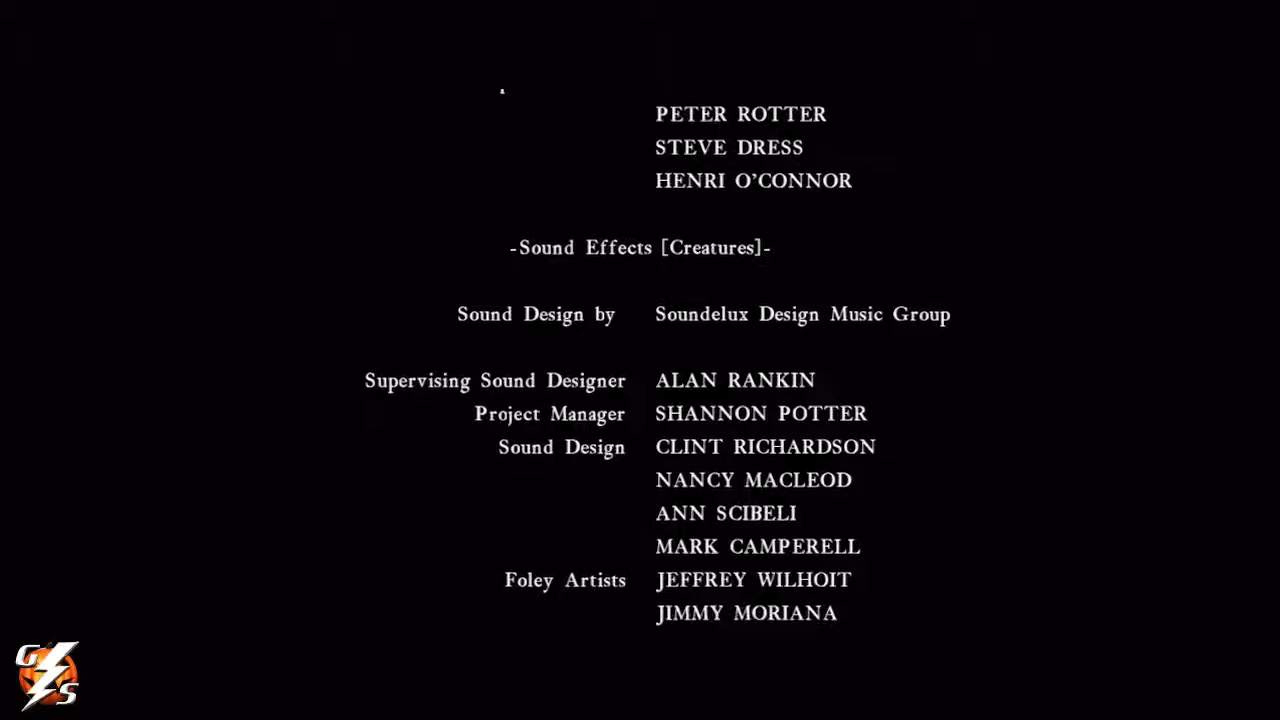 PETER ROTTER
STEVE DRESS
HENRI O'CONNOR
-Sound Effects [Creatures]-
Sound Design by Soundelux Design Music Group
Supervising Sound Designer ALAN RANKIN
Project Manager SHANNON POTTER
Sound Design CLINT RICHARDSON
NANCY MACLEOD
ANN SCIBELI
MARK CAMPERELL
Foley Artists JEFFREY WILHOIT
JIMMY MORIANA
G S